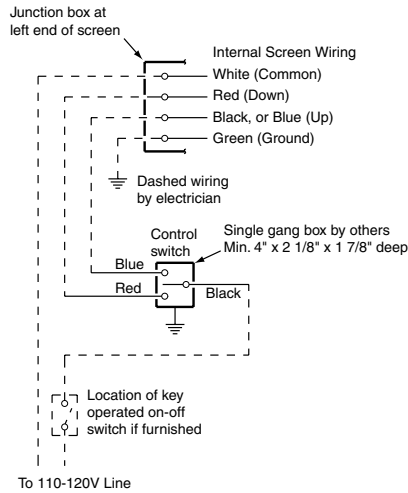 Junction box at
left end of screen
Internal Screen Wiring
White (Common)
Red (Down)
Black, or Blue (Up)
Green (Ground)
Dashed wiring
by electrician
Control
switch
Single gang box by others
Min. 4" x 2 1/8" x 1 7/8" deep
Blue
Red
Black
Location of key
operated on-off
switch if furnished
To 110-120V Line